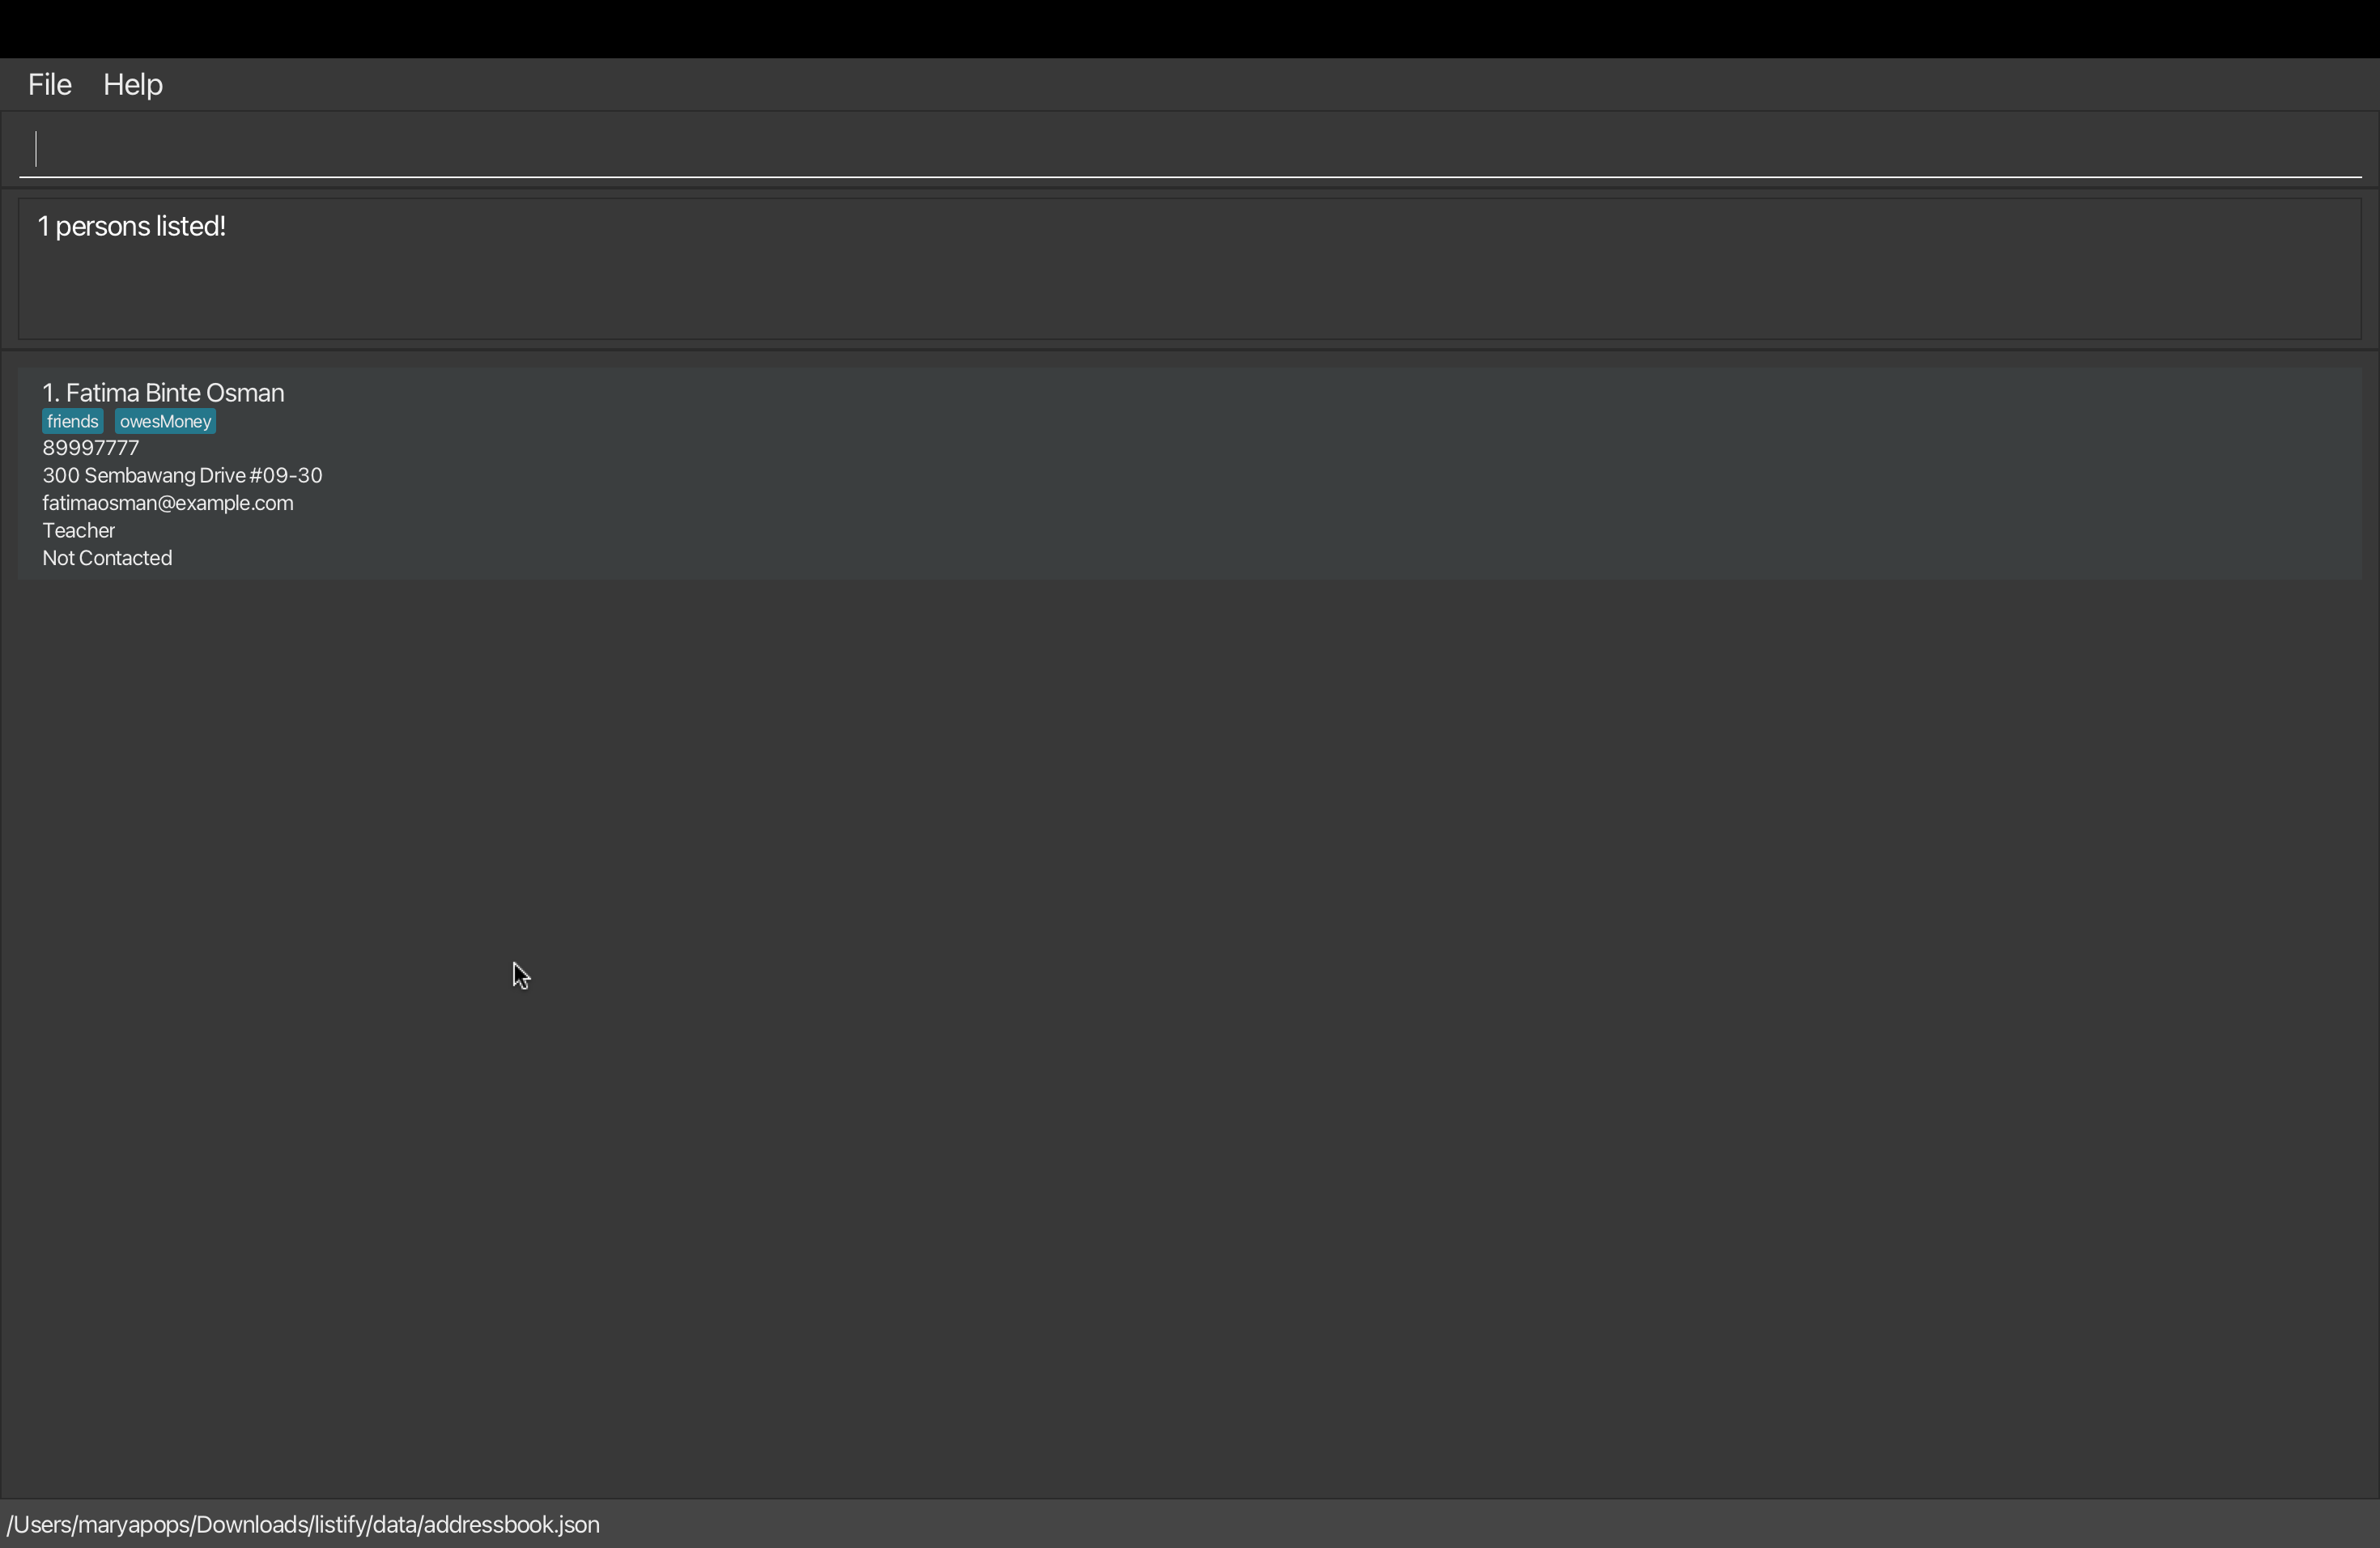 File Help
1 persons listed!
1. Fatima Binte Osman
friends owesMoney
89997777
300 Sembawang Drive #09-30
fatimaosman@example.com
Teacher
Not Contacted
/Users/maryapops/Downloads/listify/data/addressbook.json